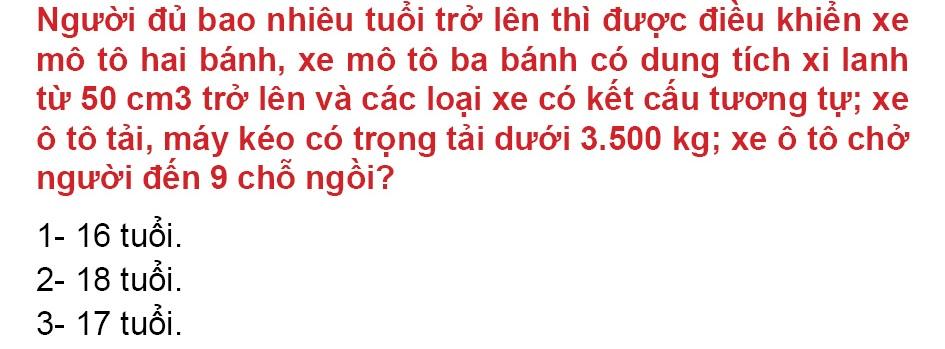 Người đủ bao nhiêu tuổi trở lên thì được điều khiển xe
mô tô hai bánh, xe mô tô ba bánh có dung tích xi lanh
từ 50 cm3 trở lên và các loại xe có kết cấu tương tự; xe
ô tô tải, máy kéo có trọng tải dưới 3.500 kg; xe ô tô chở
người đến 9 chỗ ngồi?
1- 16 tuổi.
2- 18 tuổi.
3- 17 tuổi.